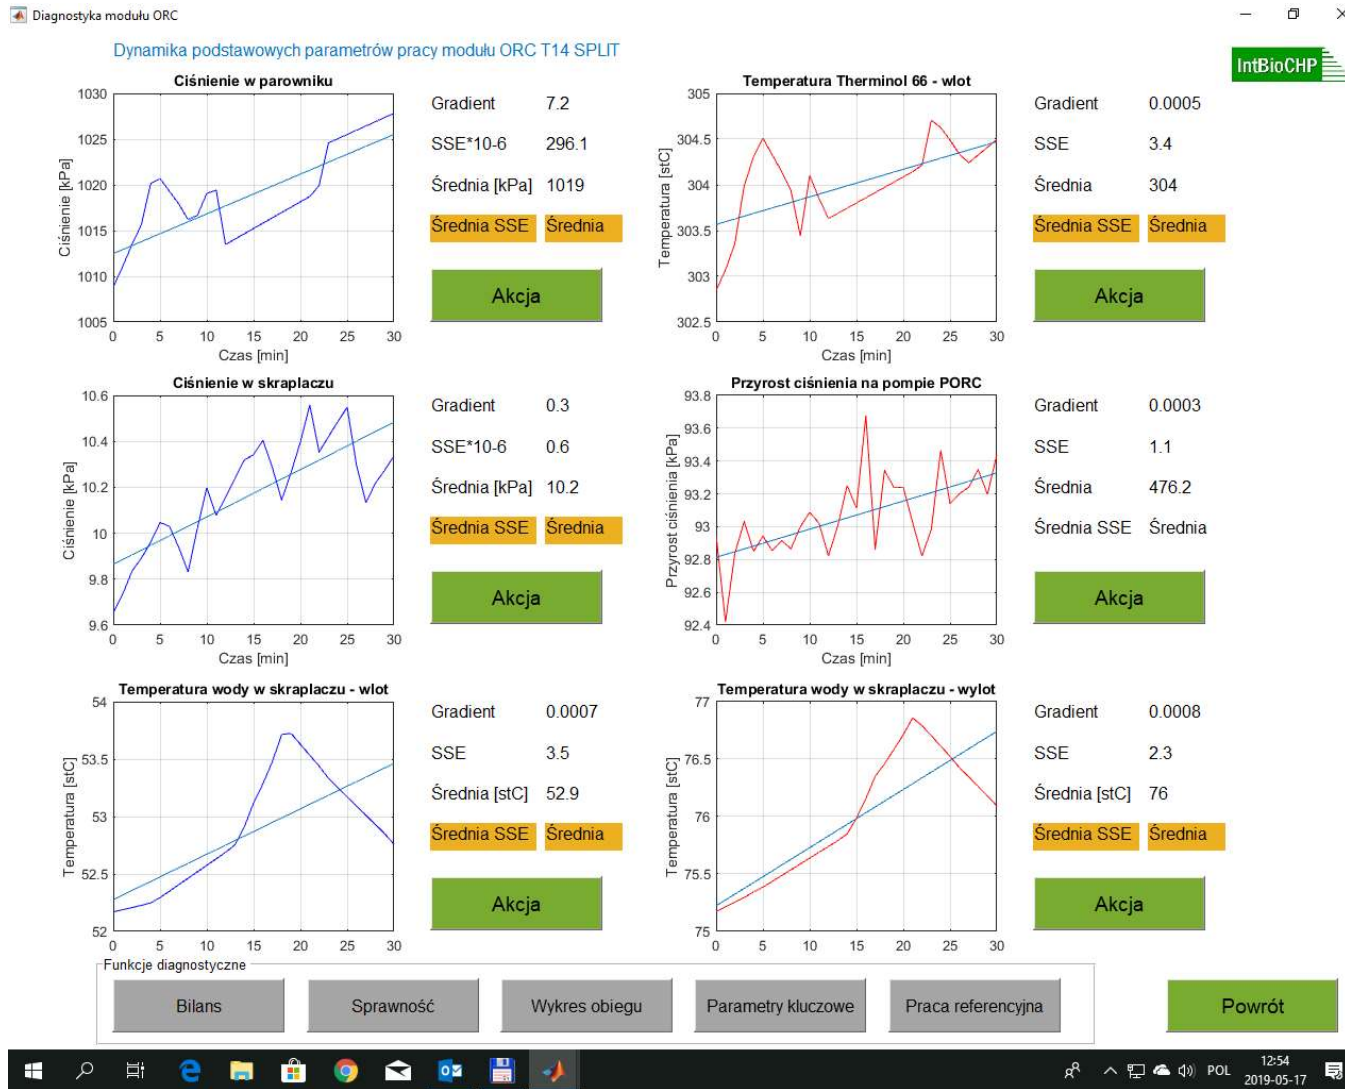 Diagnostyka modułu ORC
Dynamika podstawowych parametrów pracy modułu ORC T14 SPLIT
IntBioCHP
Ciśnienie w parowniku
1030
1025
1020
1015
1010
1005
Ciśnienie [kPa]
0 5 10 15 20 25 30
Czas [min]
Gradient 7.2
SSE*10-6 296.1
Średnia [kPa] 1019
Średnia SSE Średnia
Akcja
Temperatura Therminol 66 - wlot
305
304.5
304
303.5
303
302.5
Temperatura [stC]
0 5 10 15 20 25 30
Czas [min]
Gradient 0.0005
SSE 3.4
Średnia 304
Średnia SSE Średnia
Akcja
Ciśnienie w skraplaczu
10.6
10.4
10.2
10
9.8
9.6
Ciśnienie [kPa]
0 5 10 15 20 25 30
Czas [min]
Gradient 0.3
SSE*10-6 0.6
Średnia [kPa] 10.2
Średnia SSE Średnia
Akcja
Przyrost ciśnienia na pompie PORC
93.8
93.6
93.4
93.2
93
92.8
92.6
92.4
Przyrost ciśnienia [kPa]
0 5 10 15 20 25 30
Czas [min]
Gradient 0.0003
SSE 1.1
Średnia 476.2
Średnia SSE Średnia
Akcja
Temperatura wody w skraplaczu - wlot
54
53.5
53
52.5
52
Temperatura [stC]
0 5 10 15 20 25 30
Gradient 0.0007
SSE 3.5
Średnia [stC] 52.9
Średnia SSE Średnia
Akcja
Temperatura wody w skraplaczu - wylot
77
76.5
76
75.5
75
Temperatura [stC]
0 5 10 15 20 25 30
Gradient 0.0008
SSE 2.3
Średnia [stC] 76
Średnia SSE Średnia
Akcja
Funkcje diagnostyczne
Bilans Sprawność Wykres obiegu Parametry kluczowe Praca referencyjna Powrót
POL
12:54
2019-05-17